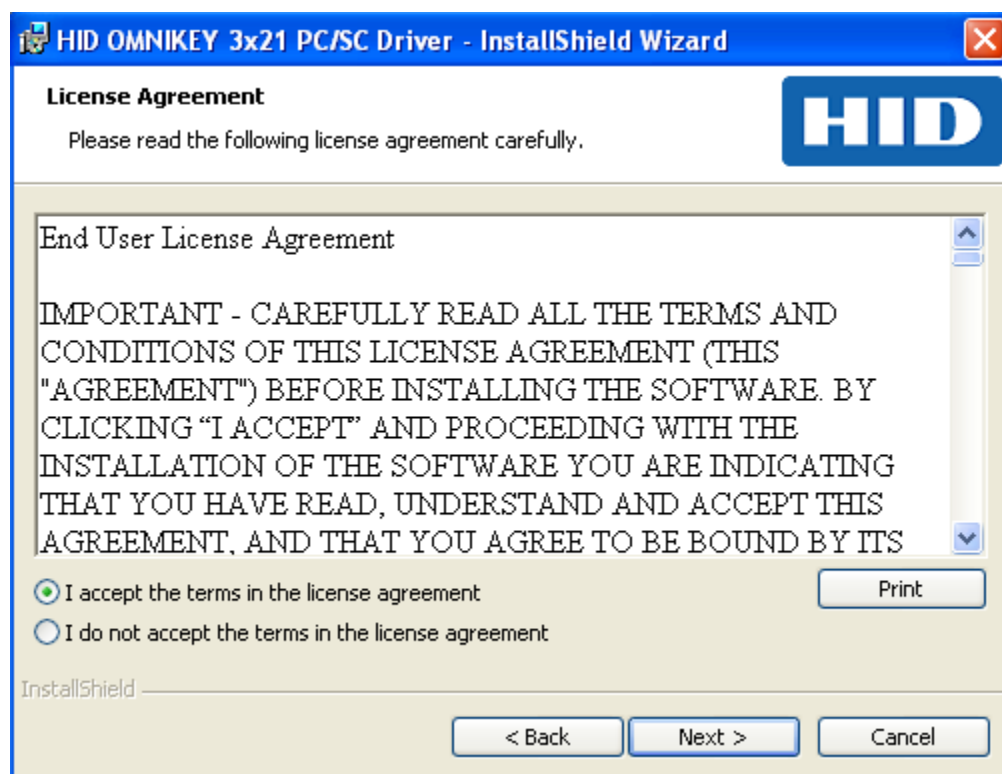 HID OMNIKEY 3x21 PC/SC Driver - InstallShield Wizard
License Agreement
HID
Please read the following license agreement carefully.
End User License Agreement
IMPORTANT - CAREFULLY READ ALL THE TERMS AND
CONDITIONS OF THIS LICENSE AGREEMENT (THIS
"AGREEMENT") BEFORE INSTALLING THE SOFTWARE. BY
CLICKING “I ACCEPT” AND PROCEEDING WITH THE
INSTALLATION OF THE SOFTWARE YOU ARE INDICATING
THAT YOU HAVE READ, UNDERSTAND AND ACCEPT THIS
AGREEMENT, AND THAT YOU AGREE TO BE BOUND BY ITS
I accept the terms in the license agreement
Print
I do not accept the terms in the license agreement
InstallShield
< Back
Next >
Cancel